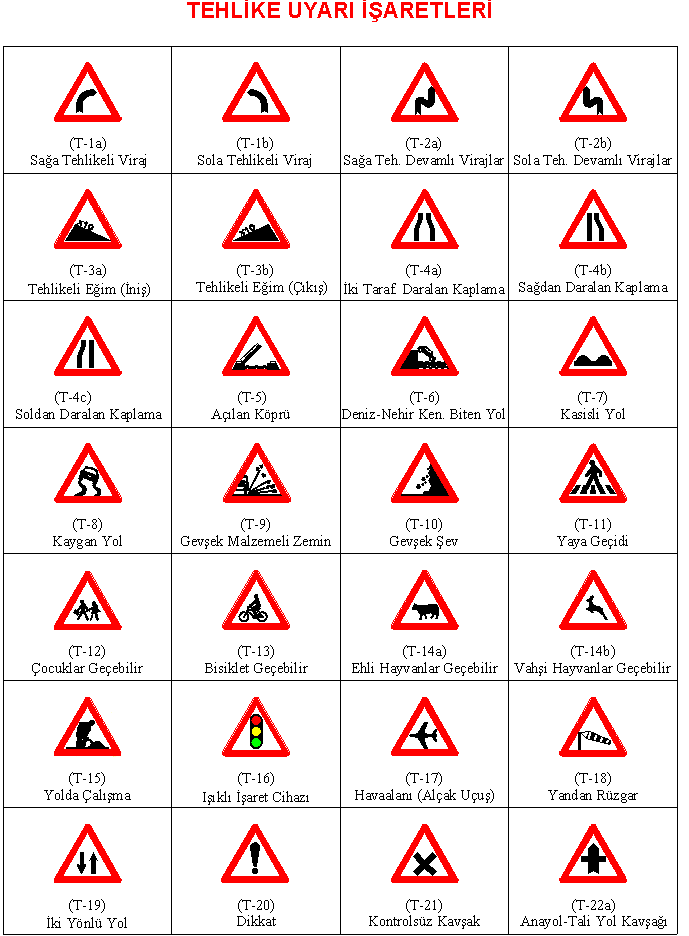 TEHLİKE UYARI İŞARETLERİ
(T-1a)
Sağa Tehlikeli Viraj
(T-1b)
Sola Tehlikeli Viraj
(T-2a)
Sağa Teh. Devamlı Virajlar
(T-2b)
Sola Teh. Devamlı Virajlar
%10
(T-3a)
Tehlikeli Eğim (İniş)
%10
(T-3b)
Tehlikeli Eğim (Çıkış)
(T-4a)
İki Taraf. Daralan Kaplama
(T-4b)
Sağdan Daralan Kaplama
(T-4c)
Soldan Daralan Kaplama
(T-5)
Açılan Köprü
(T-6)
Deniz-Nehir Ken. Biten Yol
(T-7)
Kasisli Yol
(T-8)
Kaygan Yol
(T-9)
Gevşek Malzemeli Zemin
(T-10)
Gevşek Şev
(T-11)
Yaya Geçidi
(T-12)
Çocuklar Geçebilir
(T-13)
Bisiklet Geçebilir
(T-14a)
Ehli Hayvanlar Geçebilir
(T-14b)
Vahşi Hayvanlar Geçebilir
(T-15)
Yolda Çalışma
(T-16)
Işıklı İşaret Cihazı
(T-17)
Havaalanı (Alçak Uçuş)
(T-18)
Yandan Rüzgar
(T-19)
İki Yönlü Yol
(T-20)
Dikkat
(T-21)
Kontrolsüz Kavşak
(T-22a)
Anayol-Tali Yol Kavşağı